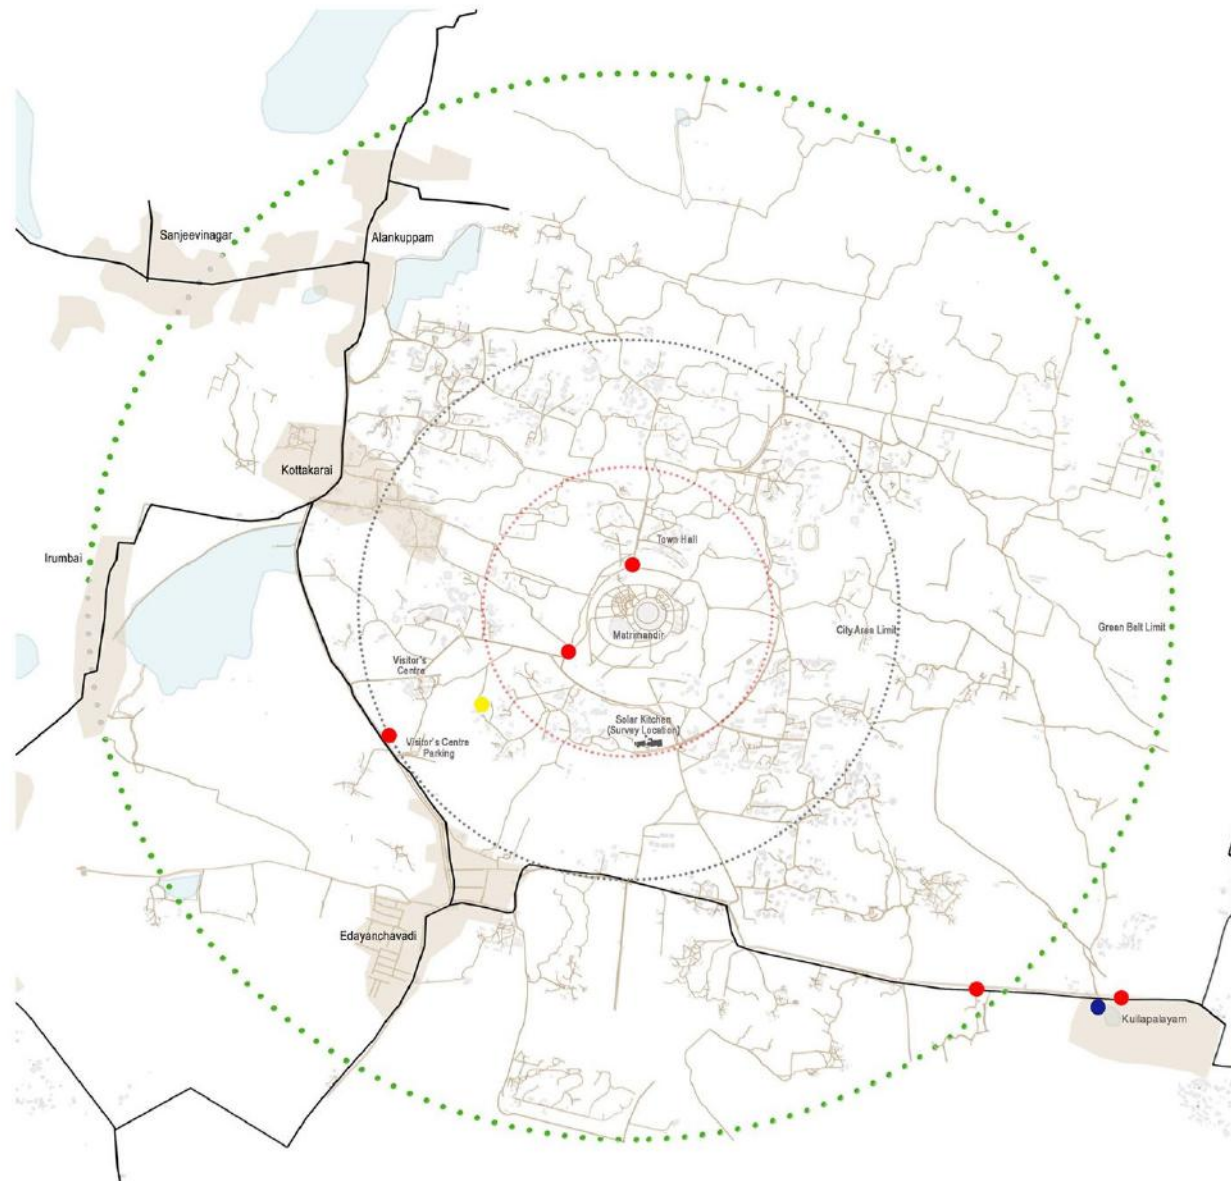 Sanjeevinagar
Alankuppam
Kottakarai
Irumbai
Town Hall
Matrimandir
City Area Limit
Green Belt Limit
Visitor's
Centre
Solar Kitchen
(Survey Location)
Visitor's Centre
Parking
Edayanchavadi
Kuilapalayam